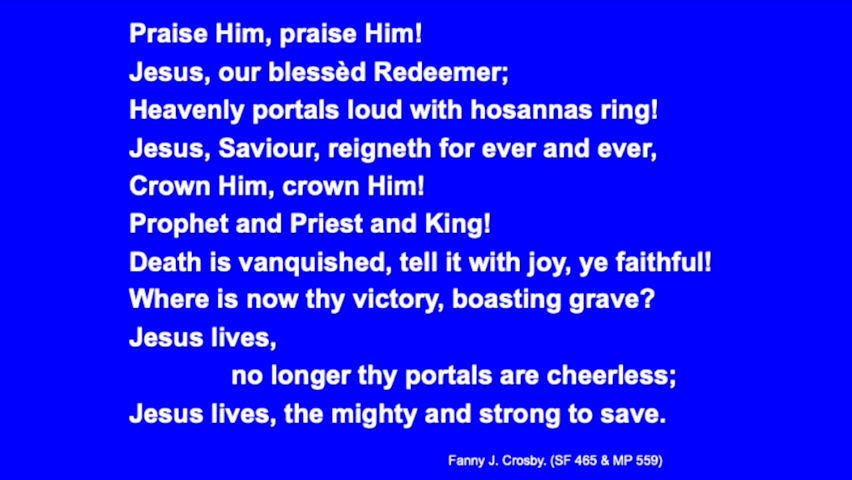 Praise Him, praise Him!
Jesus, our blessèd Redeemer;
Heavenly portals loud with hosannas ring!
Jesus, Saviour, reigneth for ever and ever,
Crown Him, crown Him!
Prophet and Priest and King!
Death is vanquished, tell it with joy, ye faithful!
Where is now thy victory, boasting grave?
Jesus lives,
no longer thy portals are cheerless;
Jesus lives, the mighty and strong to save.
Fanny J. Crosby. (SF 465 & MP 559)